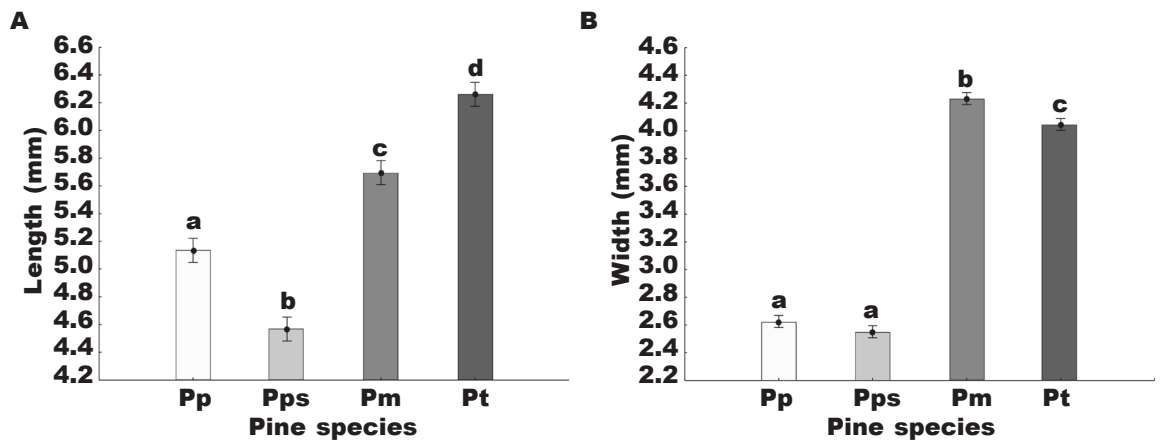 A
Length (mm)
6.6
6.4
6.2
6.0
5.8
5.6
5.4
5.2
5.0
4.8
4.6
4.4
4.2
a
b
c
d
Pp Pps Pm Pt
Pine species
B
Width (mm)
4.6
4.4
4.2
4.0
3.8
3.6
3.4
3.2
3.0
2.8
2.6
2.4
2.2
a
a
b
c
Pp Pps Pm Pt
Pine species